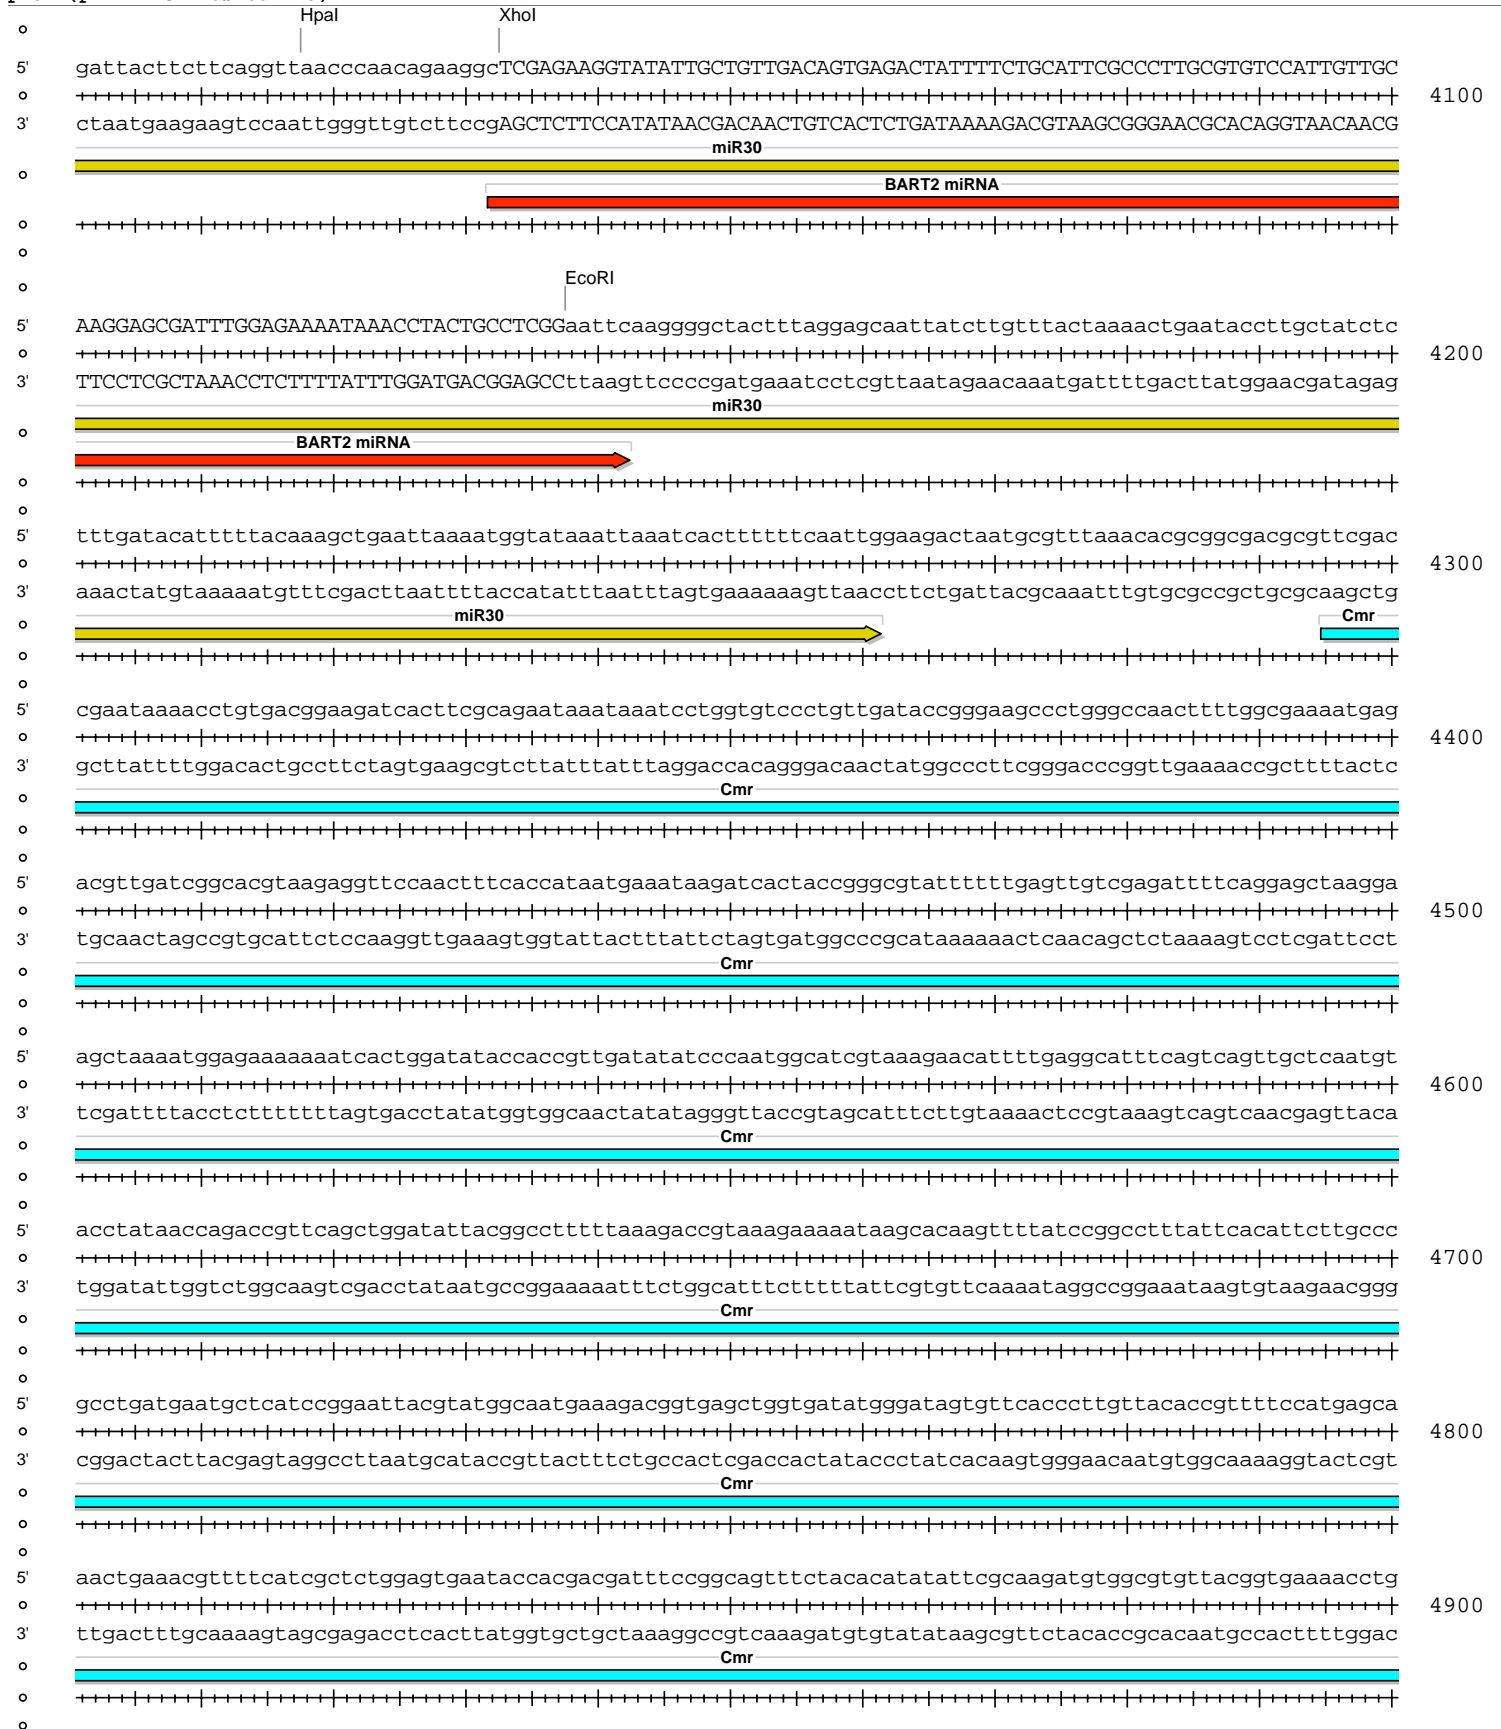 HpaI XhoI
5' gattacttcttcaggttaacccaacagaaggcTCGAGAAGGTATATTGCTGTTGACAGTGAGACTATTTTCTGCATTCGCCCTTGCGTGTCCATTGTTGC
4100
3' ctaatgaagaagtccaattgggttgtcttccgAGCTCTTCCATATAACGACAACTGTCACTCTGATAAAAGACGTAAGCGGGAACGCACAGGTAACAACG
miR30
BART2 miRNA
EcoRI
5' AAGGAGCGATTTGGAGAAAATAAACCTACTGCCTCGGaattcaaggggctactttaggagcaattatcttgtttactaaaactgaataccttgctatctc
4200
3' TTCCTCGCTAAACCTCTTTTATTTGGATGACGGAGCCttaagttccccgatgaaatcctcgttaatagaacaaatgattttgacttatggaacgatagag
miR30
BART2 miRNA
5' tttgatacatttttacaaagctgaattaaaatggtataaattaaatcacttttttcaattggaagactaatgcgtttaaacacgcggcgacgcgttcgac
4300
3' aaactatgtaaaaatgtttcgacttaattttaccatatttaatttagtgaaaaaagttaaccttctgattacgcaaatttgtgcgccgctgcgcaagctg
miR30 Cmr
5' cgaataaaacctgtgacggaagatcacttcgcagaataaataaatcctggtgtccctgttgataccgggaagccctgggccaacttttggcgaaaatgag
4400
3' gcttattttggacactgccttctagtgaagcgtcttatttatttaggaccacagggacaactatggcccttcgggacccggttgaaaaccgcttttactc
Cmr
5' acgttgatcggcacgtaagaggttccaactttcaccataatgaaataagatcactaccgggcgtattttttgagttgtcgagattttcaggagctaagga
4500
3' tgcaactagccgtgcattctccaaggttgaaagtggtattactttattctagtgatggcccgcataaaaaactcaacagctctaaaagtcctcgattcct
Cmr
5' agctaaaatggagaaaaaaatcactggatataccaccgttgatatatcccaatggcatcgtaaagaacattttgaggcatttcagtcagttgctcaatgt
4600
3' tcgattttacctctttttttagtgacctatatggtggcaactatatagggttaccgtagcatttcttgtaaaactccgtaaagtcagtcaacgagttaca
Cmr
5' acctataaccagaccgttcagctggatattacggcctttttaaagaccgtaaagaaaaataagcacaagttttatccggcctttattcacattcttgccc
4700
3' tggatattggtctggcaagtcgacctataatgccggaaaaatttctggcatttctttttattcgtgttcaaaataggccggaaataagtgtaagaacggg
Cmr
5' gcctgatgaatgctcatccggaattacgtatggcaatgaaagacggtgagctggtgatatgggatagtgttcacccttgttacaccgttttccatgagca
4800
3' cggactacttacgagtaggccttaatgcataccgttactttctgccactcgaccactataccctatcacaagtgggaacaatgtggcaaaaggtactcgt
Cmr
5' aactgaaacgttttcatcgctctggagtgaataccacgacgatttccggcagtttctacacatatattcgcaagatgtggcgtgttacggtgaaaacctg
4900
3' ttgactttgcaaaagtagcgagacctcacttatggtgctgctaaaggccgtcaaagatgtgtatataagcgttctacaccgcacaatgccacttttggac
Cmr